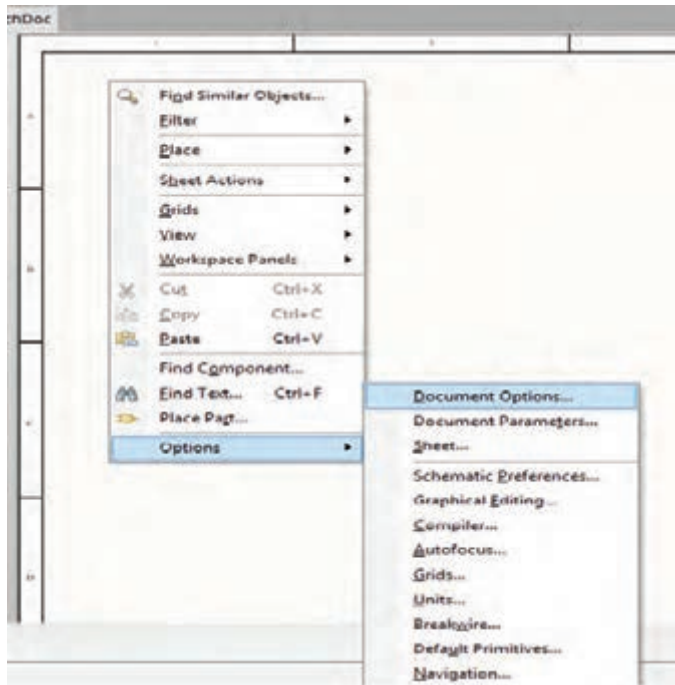 chDoc
Find Similar Objects...
Filter
Place
Sheet Actions
Grids
View
Workspace Panels
Cut Ctrl+X
Copy Ctrl+C
Paste Ctrl+V
Find Component...
Find Text... Ctrl+F
Place Part...
Options
Document Options...
Document Parameters...
Sheet...
Schematic Preferences...
Graphical Editing...
Compiler...
Autofocus...
Grids...
Units...
Breakwire...
Default Primitives...
Navigation...